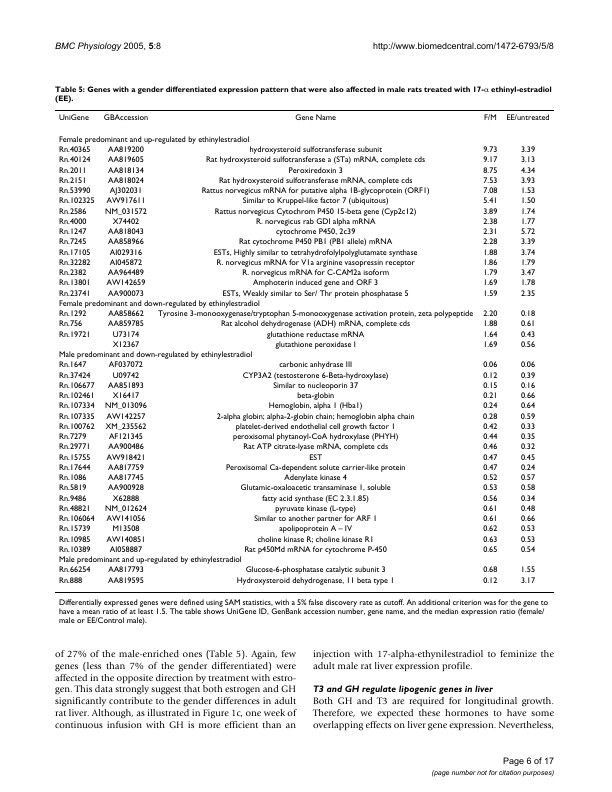 BMC Physiology 2005, 5:8 http://www.biomedcentral.com/1472-6793/5/8
Table 5: Genes with a gender differentiated expression pattern that were also affected in male rats treated with 17-α ethinyl-estradiol
(EE).
UniGene GBAccession Gene Name F/M EE/untreated
Female predominant and up-regulated by ethinylestradiol
Rn.40365 AA819200 hydroxysteroid sulfotransferase subunit 9.73 3.39
Rn.40124 AA819605 Rat hydroxysteroid sulfotransferase a (STa) mRNA, complete cds 9.17 3.13
Rn.2011 AA818134 Peroxiredoxin 3 8.75 4.34
Rn.2151 AA818024 Rat hydroxysteroid sulfotransferase mRNA, complete cds 7.53 3.93
Rn.53990 AJ302031 Rattus norvegicus mRNA for putative alpha 1B-glycoprotein (ORF1) 7.08 1.53
Rn.102325 AW917611 Similar to Kruppel-like factor 7 (ubiquitous) 5.41 1.50
Rn.2586 NM_031572 Rattus norvegicus Cytochrom P450 15-beta gene (Cyp2c12) 3.89 1.74
Rn.4000 X74402 R. norvegicus rab GDI alpha mRNA 2.38 1.77
Rn.1247 AA818043 cytochrome P450, 2c39 2.31 5.72
Rn.7245 AA858966 Rat cytochrome P450 PB1 (PB1 allele) mRNA 2.28 3.39
Rn.17105 AI029316 ESTs, Highly similar to tetrahydrofolylpolyglutamate synthase 1.88 3.74
Rn.32282 AI045872 R. norvegicus mRNA for V1a arginine vasopressin receptor 1.86 1.79
Rn.2382 AA964489 R. norvegicus mRNA for C-CAM2a isoform 1.79 3.47
Rn.13801 AW142659 Amphoterin induced gene and ORF 3 1.69 1.78
Rn.23741 AA900073 ESTs, Weakly similar to Ser/ Thr protein phosphatase 5 1.59 2.35
Female predominant and down-regulated by ethinylestradiol
Rn.1292 AA858662 Tyrosine 3-monooxygenase/tryptophan 5-monooxygenase activation protein, zeta polypeptide 2.20 0.18
Rn.756 AA859785 Rat alcohol dehydrogenase (ADH) mRNA, complete cds 1.88 0.61
Rn.19721 U73174 glutathione reductase mRNA 1.64 0.43
X12367 glutathione peroxidase I 1.69 0.56
Male predominant and down-regulated by ethinylestradiol
Rn.1647 AF037072 carbonic anhydrase III 0.06 0.06
Rn.37424 U09742 CYP3A2 (testosterone 6-Beta-hydroxylase) 0.12 0.39
Rn.106677 AA851893 Similar to nucleoporin 37 0.15 0.16
Rn.102461 X16417 beta-globin 0.21 0.66
Rn.107334 NM_013096 Hemoglobin, alpha 1 (Hba1) 0.24 0.64
Rn.107335 AW142257 2-alpha globin; alpha-2-globin chain; hemoglobin alpha chain 0.28 0.59
Rn.100762 XM_235562 platelet-derived endothelial cell growth factor 1 0.42 0.33
Rn.7279 AF121345 peroxisomal phytanoyl-CoA hydroxylase (PHYH) 0.44 0.35
Rn.29771 AA900486 Rat ATP citrate-lyase mRNA, complete cds 0.46 0.32
Rn.15755 AW918421 EST 0.47 0.45
Rn.17644 AA817759 Peroxisomal Ca-dependent solute carrier-like protein 0.47 0.24
Rn.1086 AA817745 Adenylate kinase 4 0.52 0.57
Rn.5819 AA900928 Glutamic-oxaloacetic transaminase 1, soluble 0.53 0.58
Rn.9486 X62888 fatty acid synthase (EC 2.3.1.85) 0.56 0.34
Rn.48821 NM_012624 pyruvate kinase (L-type) 0.61 0.48
Rn.106064 AW141056 Similar to another partner for ARF 1 0.61 0.66
Rn.15739 M13508 apolipoprotein A – IV 0.62 0.53
Rn.10985 AW140851 choline kinase R; choline kinase R1 0.63 0.53
Rn.10389 AI058887 Rat p450Md mRNA for cytochrome P-450 0.65 0.54
Male predominant and up-regulated by ethinylestradiol
Rn.66254 AA817793 Glucose-6-phosphatase catalytic subunit 3 0.68 1.55
Rn.888 AA819595 Hydroxysteroid dehydrogenase, 11 beta type 1 0.12 3.17
Differentially expressed genes were defined using SAM statistics, with a 5% false discovery rate as cutoff. An additional criterion was for the gene to
have a mean ratio of at least 1.5. The table shows UniGene ID, GenBank accession number, gene name, and the median expression ratio (female/
male or EE/Control male).
of 27% of the male-enriched ones (Table 5). Again, few
genes (less than 7% of the gender differentiated) were
affected in the opposite direction by treatment with estro-
gen. This data strongly suggest that both estrogen and GH
significantly contribute to the gender differences in adult
rat liver. Although, as illustrated in Figure 1c, one week of
continuous infusion with GH is more efficient than an
injection with 17-alpha-ethynilestradiol to feminize the
adult male rat liver expression profile.
T3 and GH regulate lipogenic genes in liver
Both GH and T3 are required for longitudinal growth.
Therefore, we expected these hormones to have some
overlapping effects on liver gene expression. Nevertheless,
Page 6 of 17
(page number not for citation purposes)